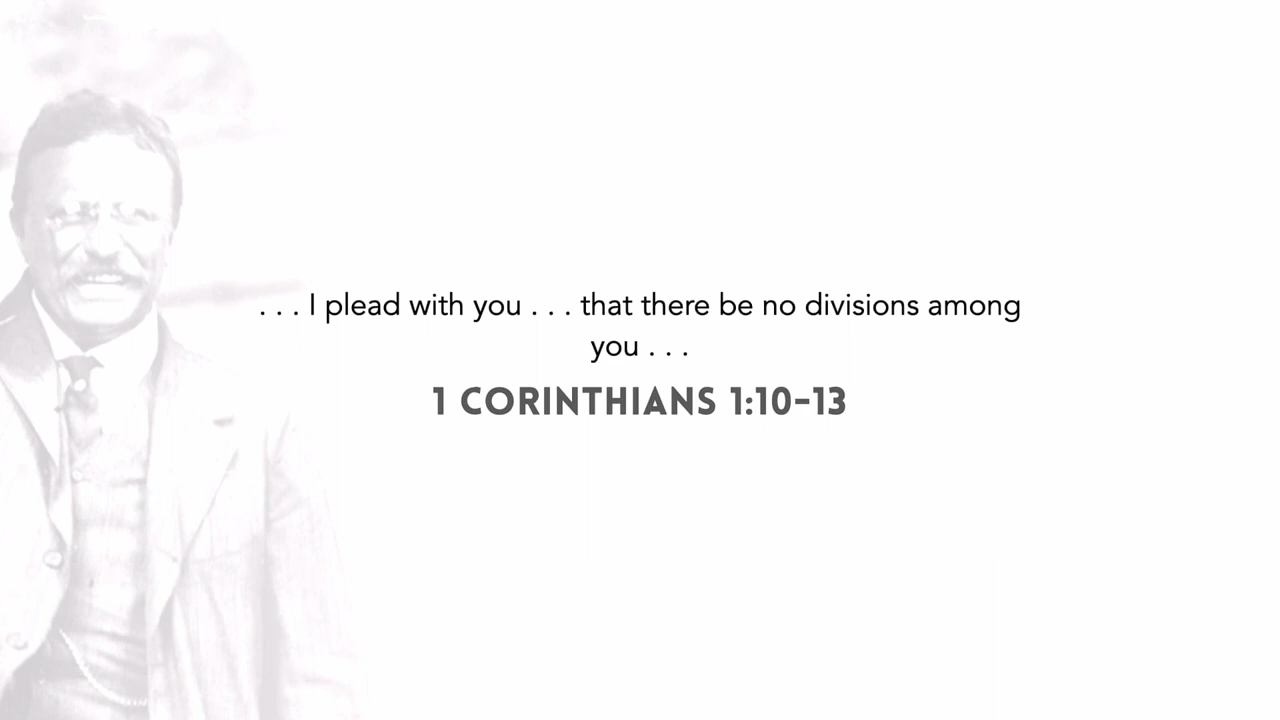 . . . I plead with you . . . that there be no divisions among
you . . .
1 CORINTHIANS 1:10-13